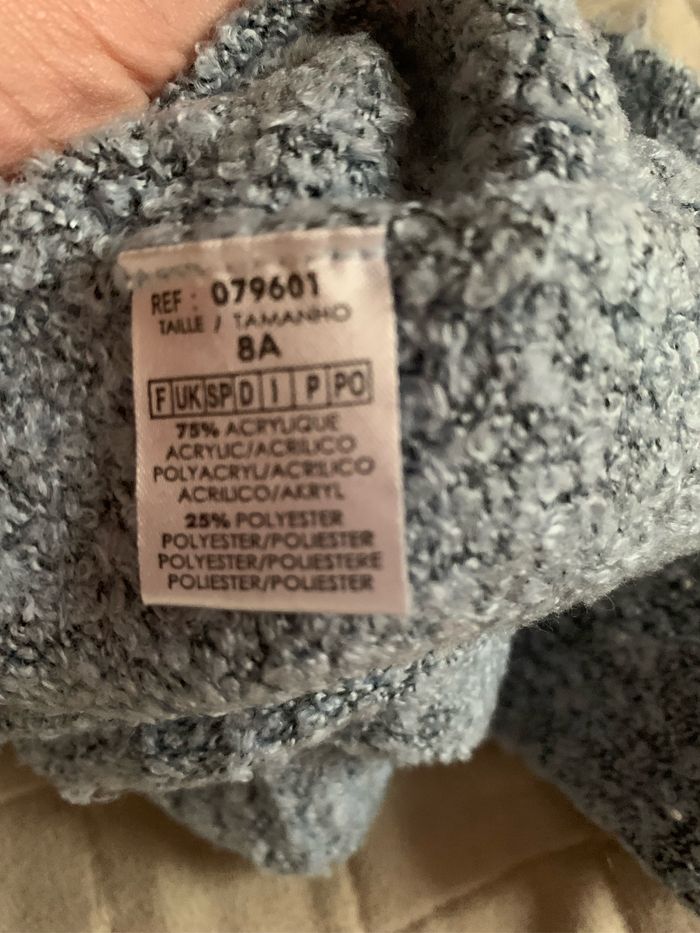 REF : 079601
TAILLE / TAMANHO
8A
F UK SP D I P PO
75% ACRYLIQUE
ACRYLIC/ACRILICO
POLYACRYL/ACRILICO
ACRILICO/AKRYL
25% POLYESTER
POLYESTER/POLIESTER
POLYESTER/POLIESTERE
POLIESTER/POLIESTER